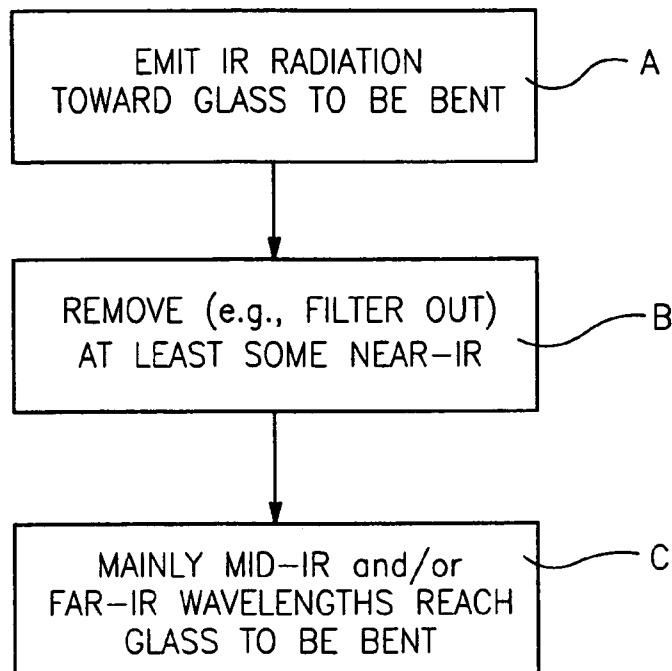 EMIT IR RADIATION
TOWARD GLASS TO BE BENT
A
REMOVE (e.g., FILTER OUT)
AT LEAST SOME NEAR-IR
B
MAINLY MID-IR and/or
FAR-IR WAVELENGTHS REACH
GLASS TO BE BENT
C